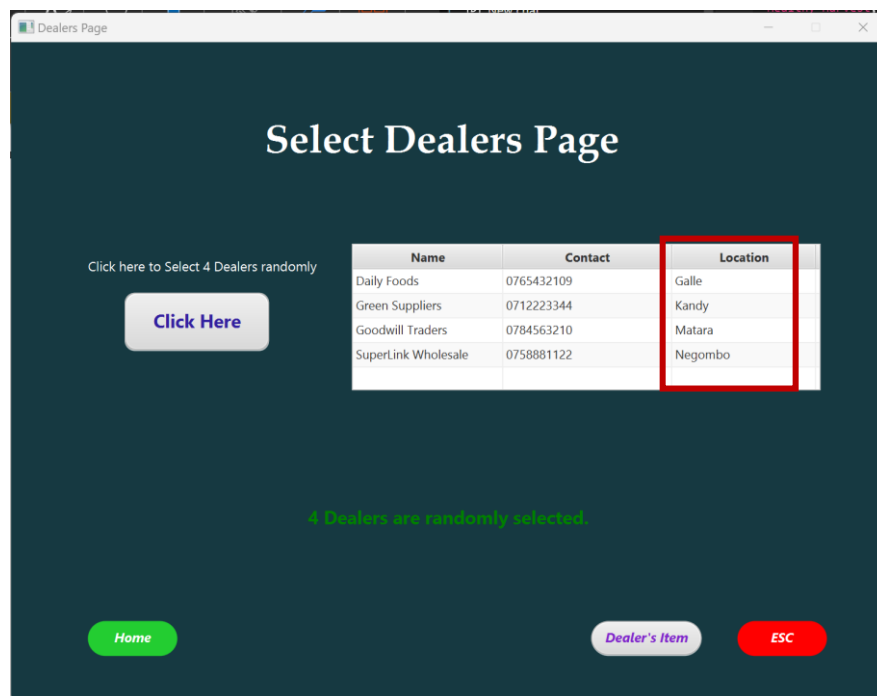 Dealers Page
Select Dealers Page
Click here to Select 4 Dealers randomly
Click Here
Name Contact Location
Daily Foods 0765432109 Galle
Green Suppliers 0712223344 Kandy
Goodwill Traders 0784563210 Matara
SuperLink Wholesale 0758881122 Negombo
4 Dealers are randomly selected.
Home Dealer's Item ESC